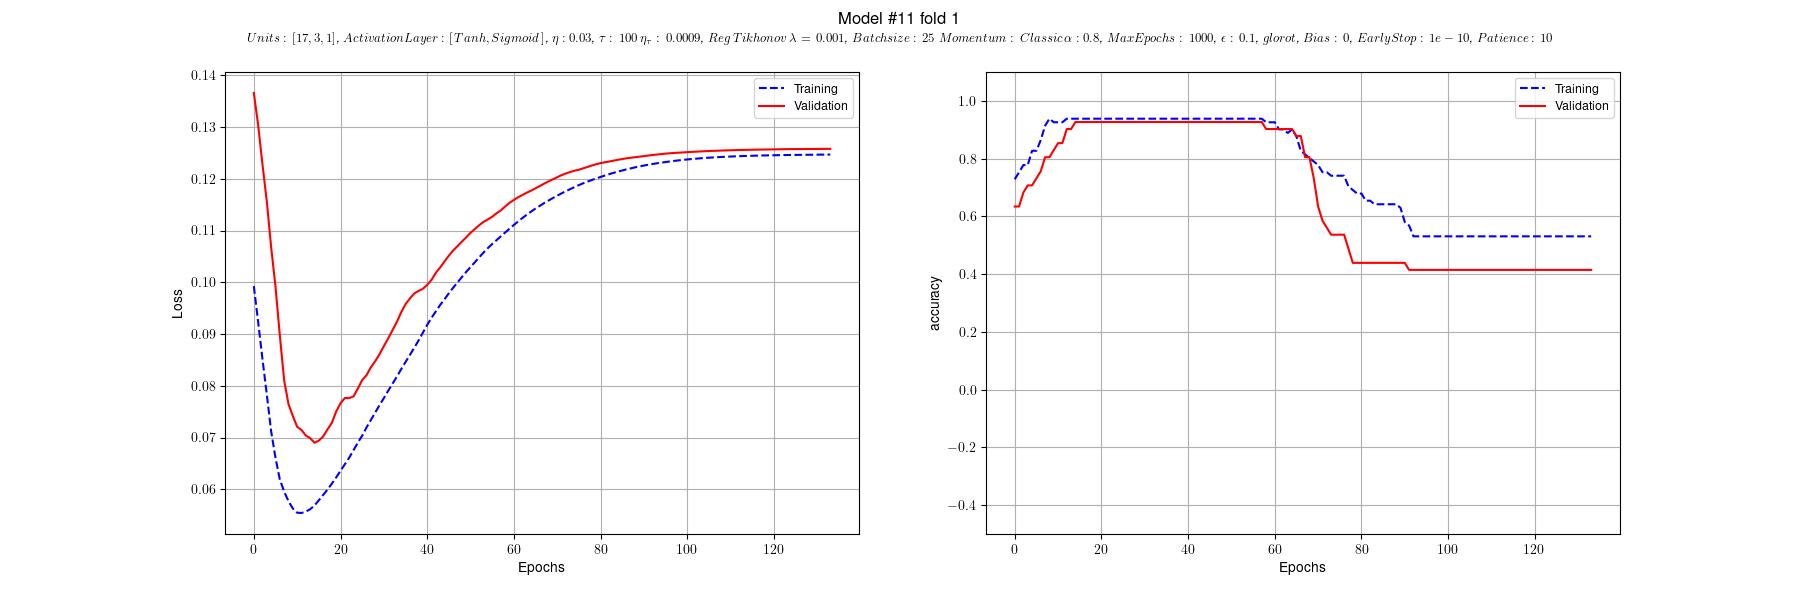 Model #11 fold 1
Units : [17, 3, 1], ActivationLayer : [Tanh, Sigmoid], η : 0.03, τ : 100 η_τ : 0.0009, Reg Tikhonov λ = 0.001, Batchsize : 25 Momentum : Classic α : 0.8, MaxEpochs : 1000, ϵ : 0.1, glorot, Bias : 0, EarlyStop : 1e − 10, Patience : 10
0.14
0.13
0.12
0.11
0.10
0.09
0.08
0.07
0.06
Loss
Training
Validation
0 20 40 60 80 100 120
Epochs
1.0
0.8
0.6
0.4
0.2
0.0
−0.2
−0.4
accuracy
Training
Validation
0 20 40 60 80 100 120
Epochs